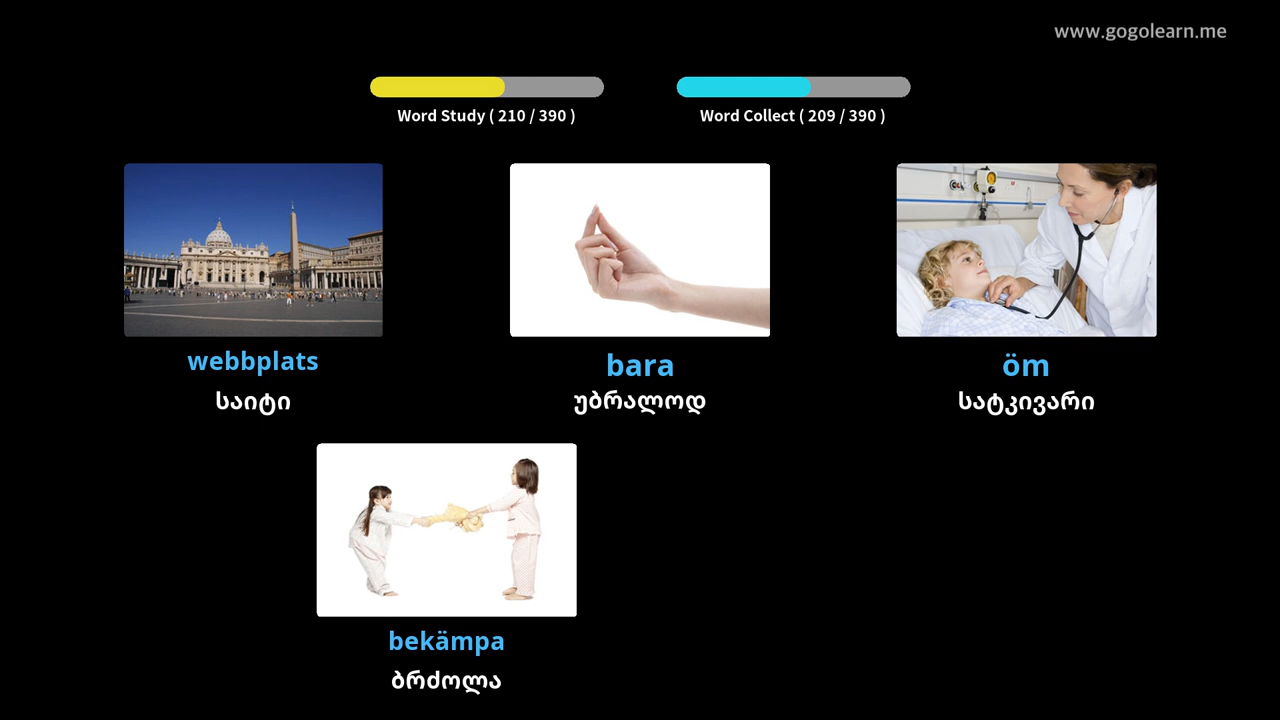 www.gogolearn.me
Word Study ( 210 / 390 )
Word Collect ( 209 / 390 )
webbplats
საიტი
bara
უბრალოდ
öm
სატკივარი
bekämpa
ბრძოლა